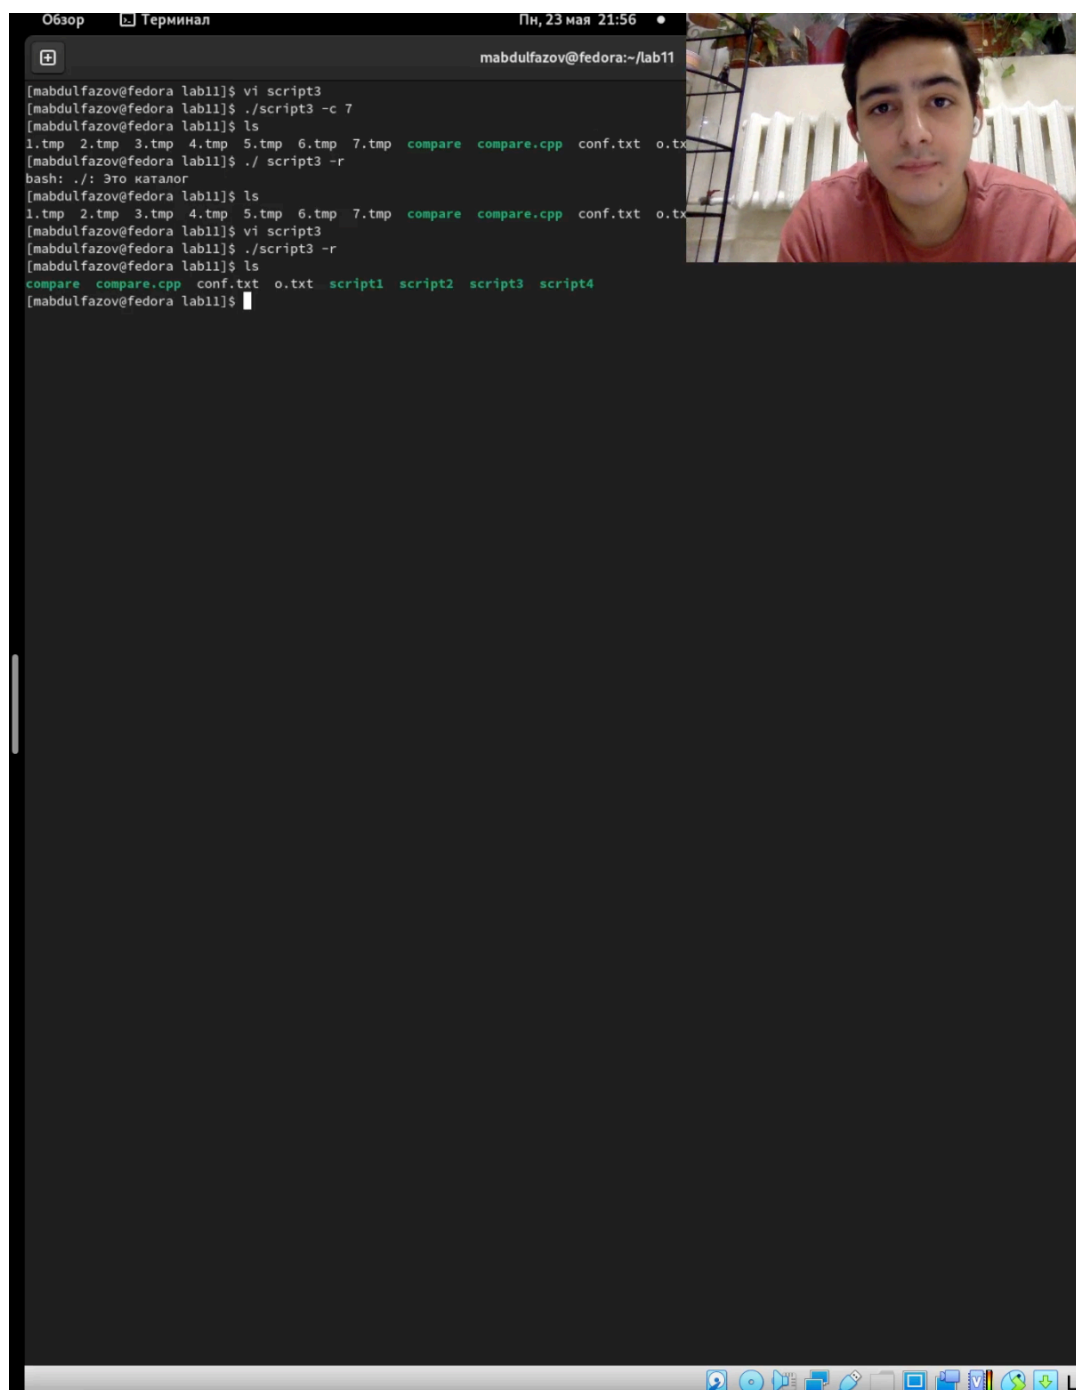 Обзор Терминал Пн, 23 мая 21:56
mabdulfazov@fedora:~/lab11
[mabdulfazov@fedora lab11]$ vi script3
[mabdulfazov@fedora lab11]$ ./script3 -c 7
[mabdulfazov@fedora lab11]$ ls
1.tmp 2.tmp 3.tmp 4.tmp 5.tmp 6.tmp 7.tmp compare compare.cpp conf.txt o.tx
[mabdulfazov@fedora lab11]$ ./ script3 -r
bash: ./: Это каталог
[mabdulfazov@fedora lab11]$ ls
1.tmp 2.tmp 3.tmp 4.tmp 5.tmp 6.tmp 7.tmp compare compare.cpp conf.txt o.tx
[mabdulfazov@fedora lab11]$ vi script3
[mabdulfazov@fedora lab11]$ ./script3 -r
[mabdulfazov@fedora lab11]$ ls
compare compare.cpp conf.txt o.txt script1 script2 script3 script4
[mabdulfazov@fedora lab11]$